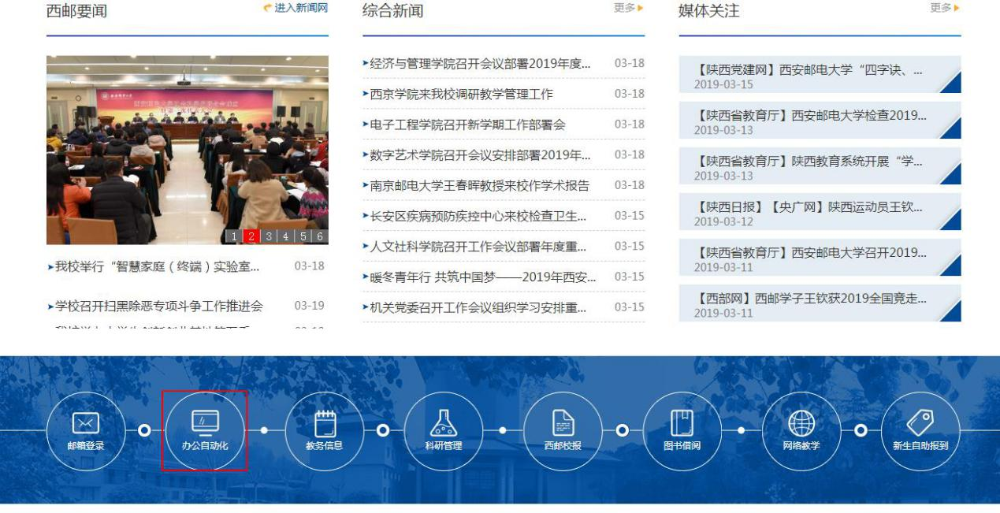 西邮要闻
进入新闻网
1 2 3 4 5 6
我校举行“智慧家庭（终端）实验室... 03-18
学校召开扫黑除恶专项斗争工作推进会 03-19
综合新闻
更多
经济与管理学院召开会议部署2019年度... 03-18
西京学院来我校调研教学管理工作 03-18
电子工程学院召开新学期工作部署会 03-18
数字艺术学院召开会议安排部署2019年... 03-18
南京邮电大学王春晖教授来校作学术报告 03-18
长安区疾病预防疾控中心来校检查卫生... 03-15
人文社科学院召开工作会议部署年度重... 03-15
暖冬青年行 共筑中国梦——2019年西安... 03-15
机关党委召开工作会议组织学习安排重... 03-15
媒体关注
更多
【陕西党建网】西安邮电大学“四字诀、...
2019-03-15
【陕西省教育厅】西安邮电大学检查2019...
2019-03-13
【陕西省教育厅】陕西教育系统开展“学...
2019-03-13
【陕西日报】【央广网】陕西运动员王钦...
2019-03-12
【陕西省教育厅】西安邮电大学召开2019...
2019-03-11
【西部网】西邮学子王钦获2019全国竞走...
2019-03-11
邮箱登录
办公自动化
教务信息
科研管理
西邮校报
图书借阅
网络教学
新生自助报到